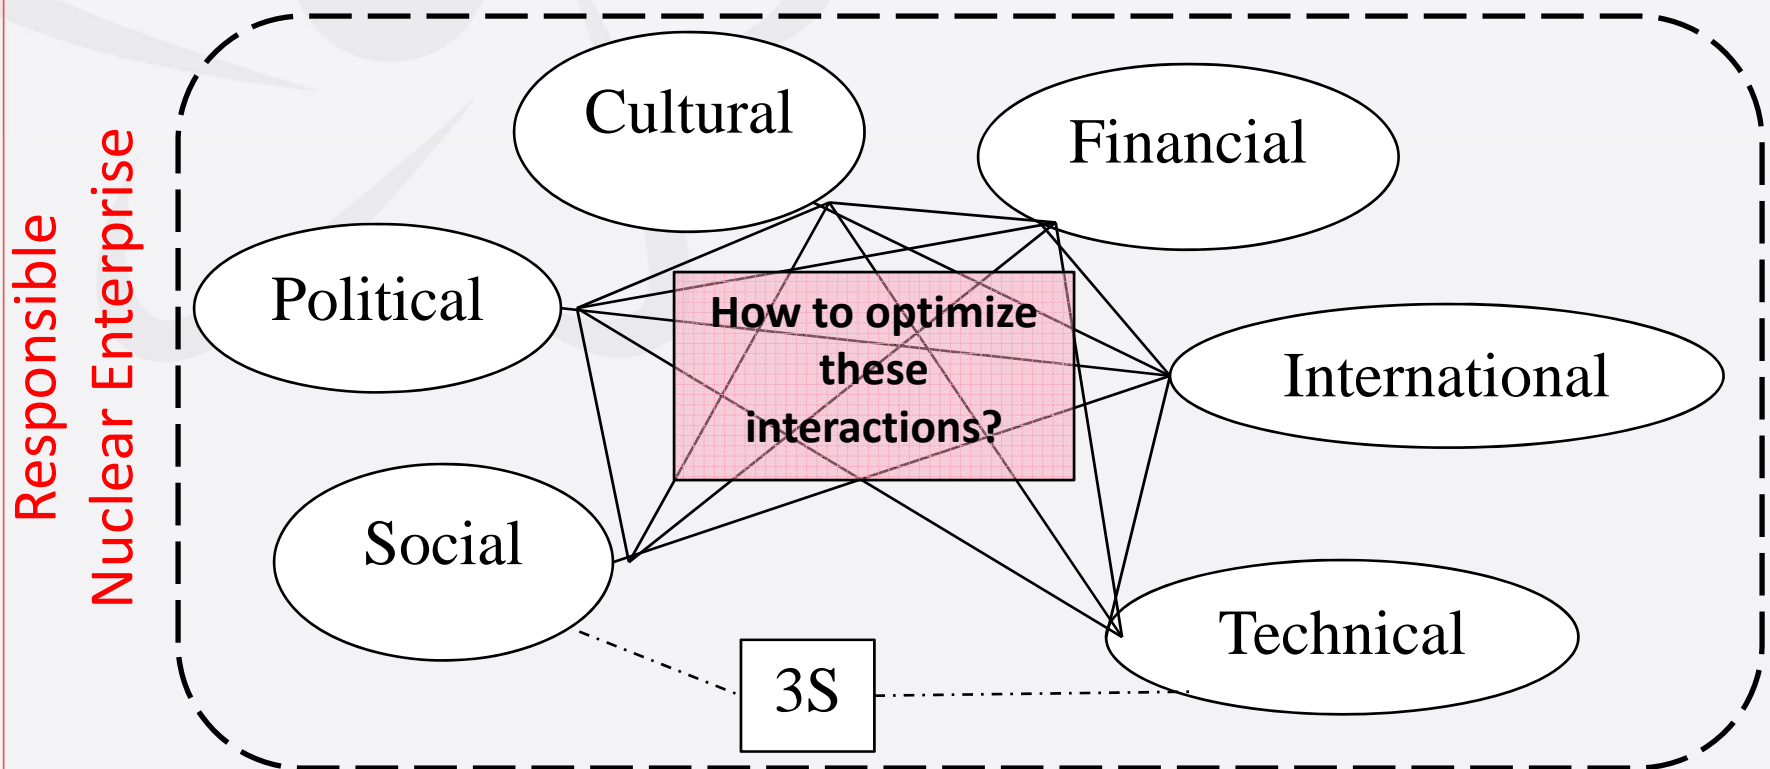 Responsible
Nuclear Enterprise
Cultural
Financial
Political
How to optimize
these
interactions?
International
Social
Technical
3S